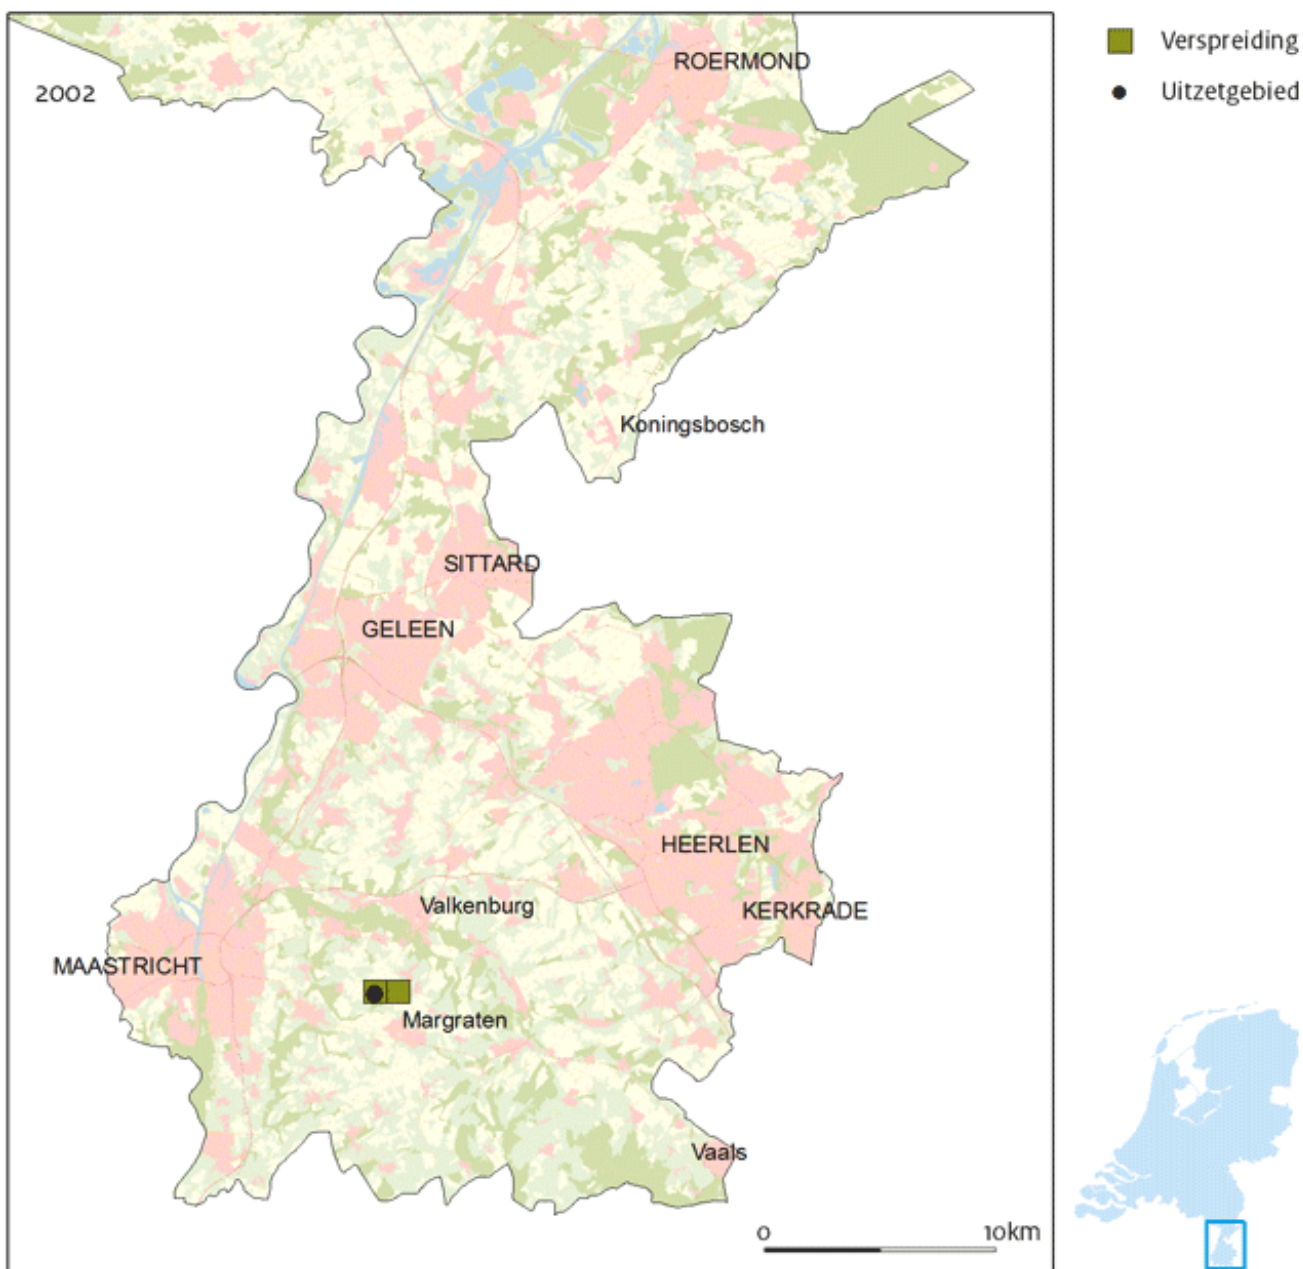 2002
ROERMOND
Verspreiding
Uitzetgebied
Koningsbosch
SITTARD
GELEEN
HEERLEN
Valkenburg
KERKRADE
MAASTRICHT
Margraten
Vaals
0 10km